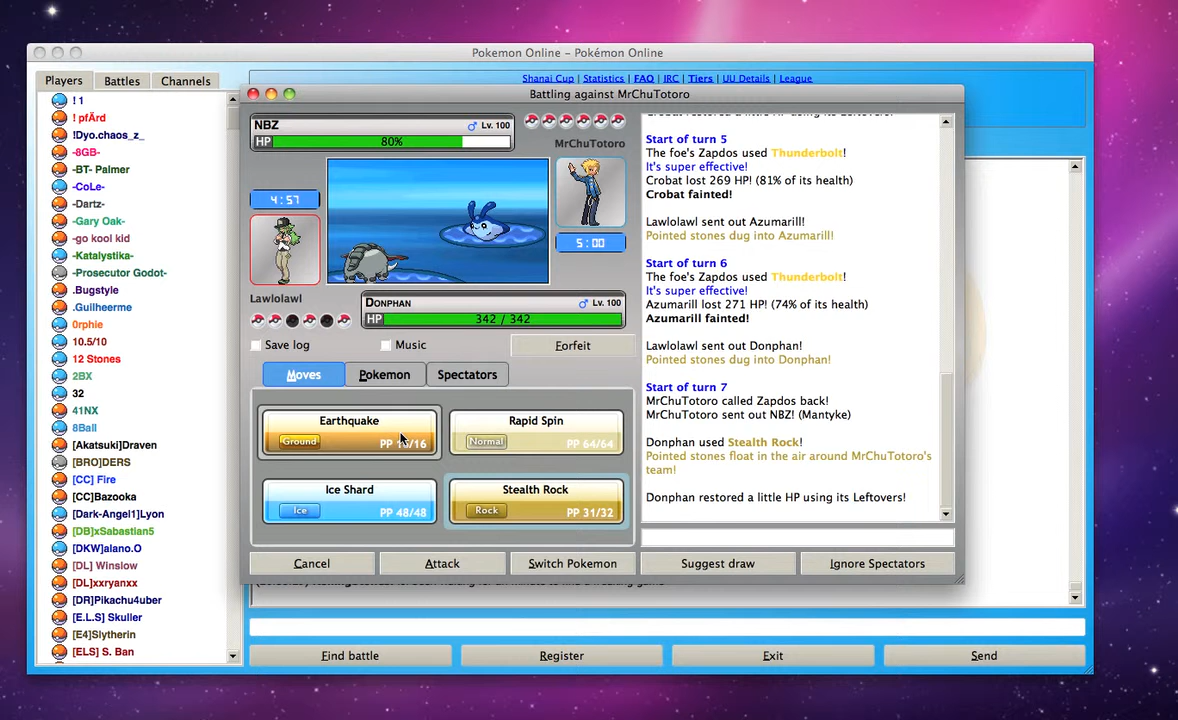 Pokemon Online – Pokémon Online
Players
Battles
Channels
Shanai Cup | Statistics | FAQ | IRC | Tiers | UU Details | League
! 1
! pfÄrd
!Dyo.chaos_z_
-8GB-
-BT- Palmer
-CoLe-
-Dartz-
-Gary Oak-
-go kool kid
-Katalystika-
-Prosecutor Godot-
.Bugstyle
.Guilheerme
0rphie
10.5/10
12 Stones
2BX
32
41NX
8Ball
[Akatsuki]Draven
[BRO]DERS
[CC] Fire
[CC]Bazooka
[Dark-Angel1]Lyon
[DB]xSabastian5
[DKW]alano.O
[DL] Winslow
[DL]xxryanxx
[DR]Pikachu4uber
[E.L.S] Skuller
[E4]Slytherin
[ELS] S. Ban
Battling against MrChuTotoro
NBZ
♂ Lv. 100
HP
80%
MrChuTotoro
4:57
5:00
Lawlolawl
DONPHAN
♂ Lv. 100
HP
342 / 342
Save log
Music
Forfeit
Moves
Pokemon
Spectators
Earthquake
Ground
PP 16/16
Rapid Spin
Normal
PP 64/64
Ice Shard
Ice
PP 48/48
Stealth Rock
Rock
PP 31/32
Start of turn 5
The foe's Zapdos used Thunderbolt!
It's super effective!
Crobat lost 269 HP! (81% of its health)
Crobat fainted!
Lawlolawl sent out Azumarill!
Pointed stones dug into Azumarill!
Start of turn 6
The foe's Zapdos used Thunderbolt!
It's super effective!
Azumarill lost 271 HP! (74% of its health)
Azumarill fainted!
Lawlolawl sent out Donphan!
Pointed stones dug into Donphan!
Start of turn 7
MrChuTotoro called Zapdos back!
MrChuTotoro sent out NBZ! (Mantyke)
Donphan used Stealth Rock!
Pointed stones float in the air around MrChuTotoro's
team!
Donphan restored a little HP using its Leftovers!
Cancel
Attack
Switch Pokemon
Suggest draw
Ignore Spectators
Find battle
Register
Exit
Send